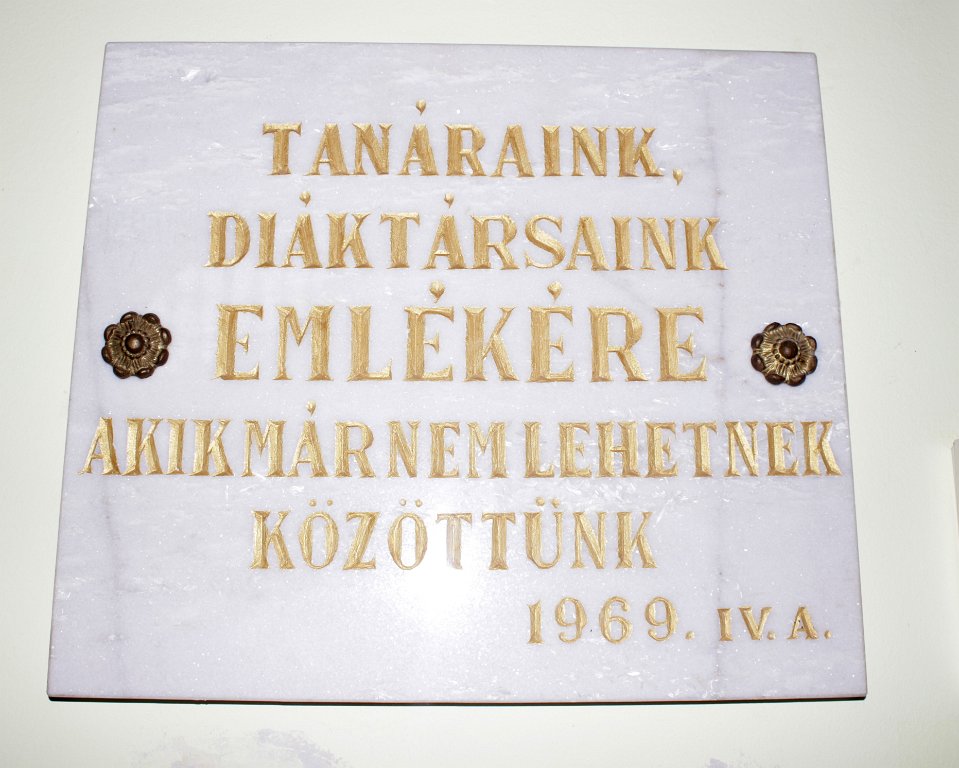 TANÁRAINK,
DIÁKTÁRSAINK
EMLÉKÉRE
AKIK MÁR NEM LEHETNEK
KÖZÖTTÜNK
1969. IV. A.